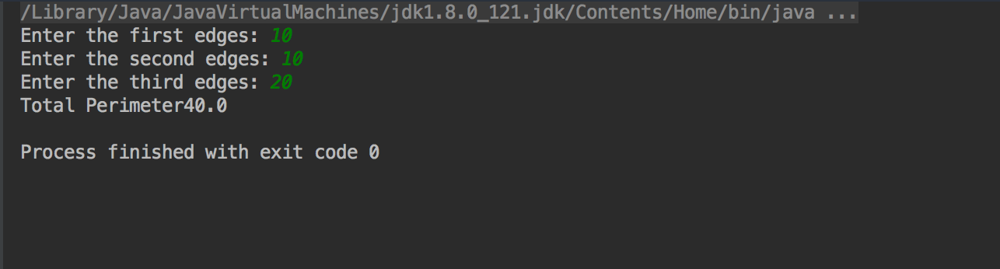 /Library/Java/JavaVirtualMachines/jdk1.8.0_121.jdk/Contents/Home/bin/java ...
Enter the first edges: 10
Enter the second edges: 10
Enter the third edges: 20
Total Perimeter40.0
Process finished with exit code 0